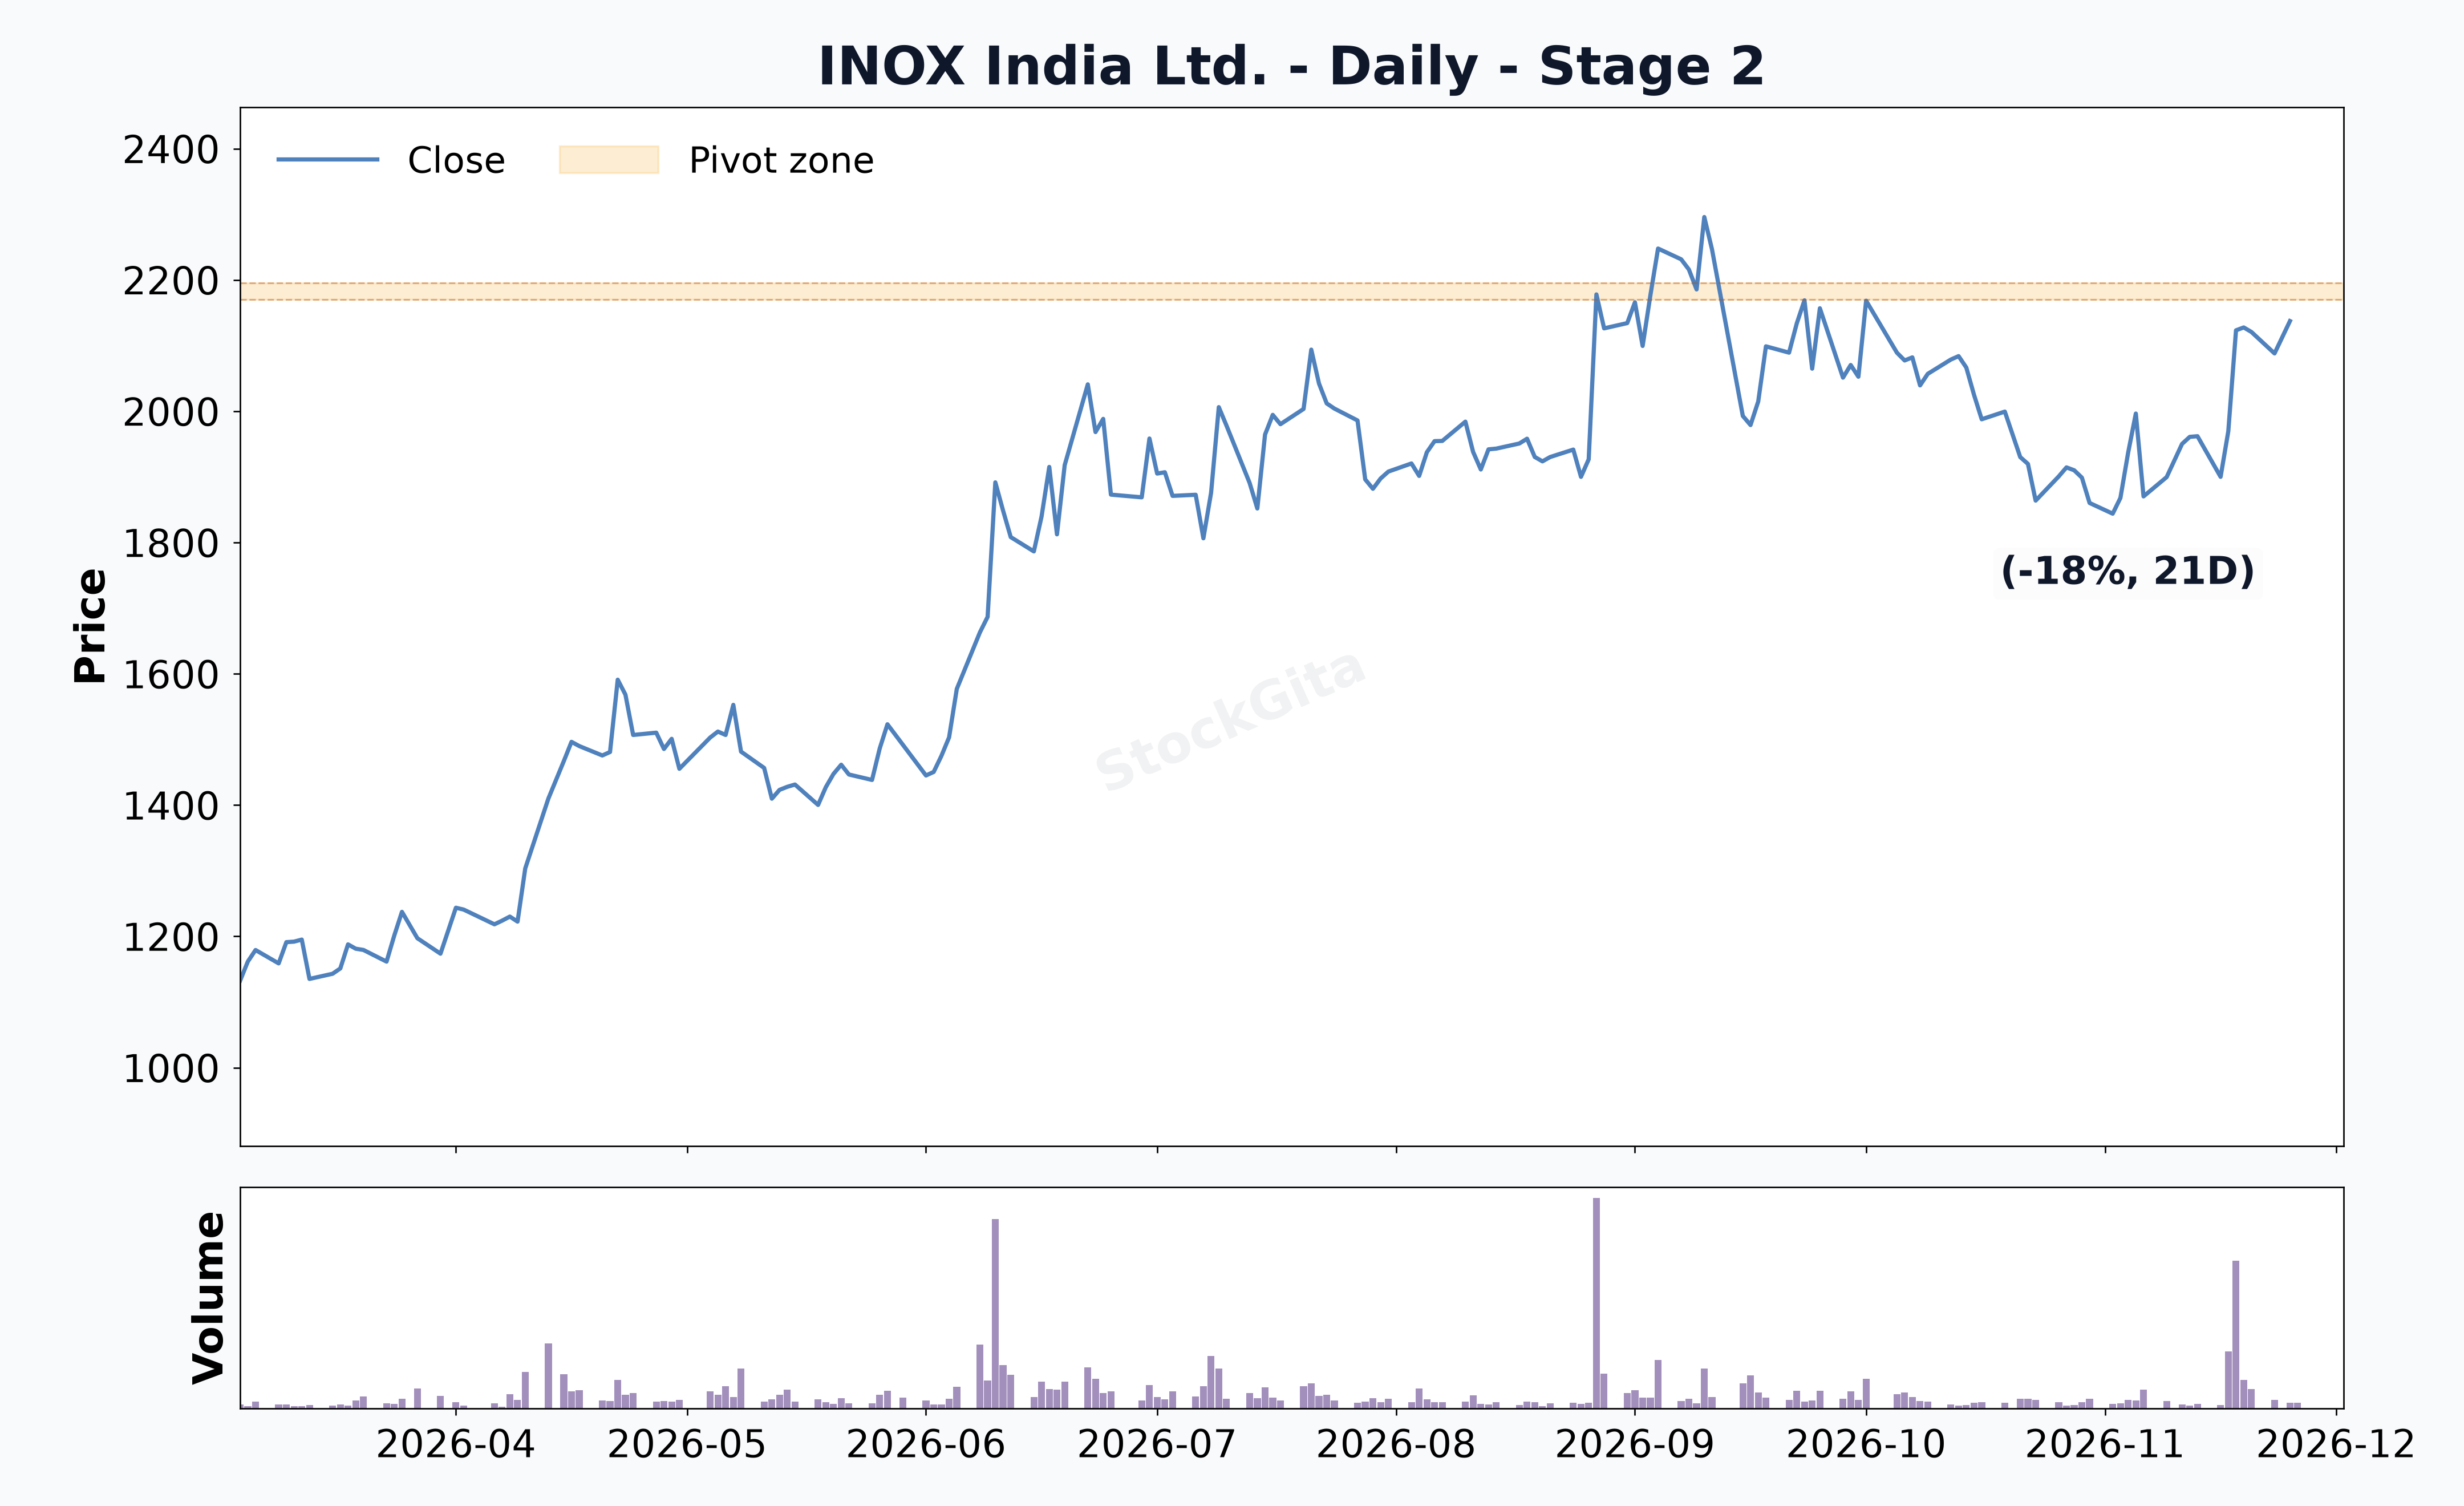 INOX India Ltd. - Daily - Stage 2
Close
Pivot zone
Price
2400
2200
2000
1800
1600
1400
1200
1000
(-18%, 21D)
StockGita
Volume
2026-04
2026-05
2026-06
2026-07
2026-08
2026-09
2026-10
2026-11
2026-12